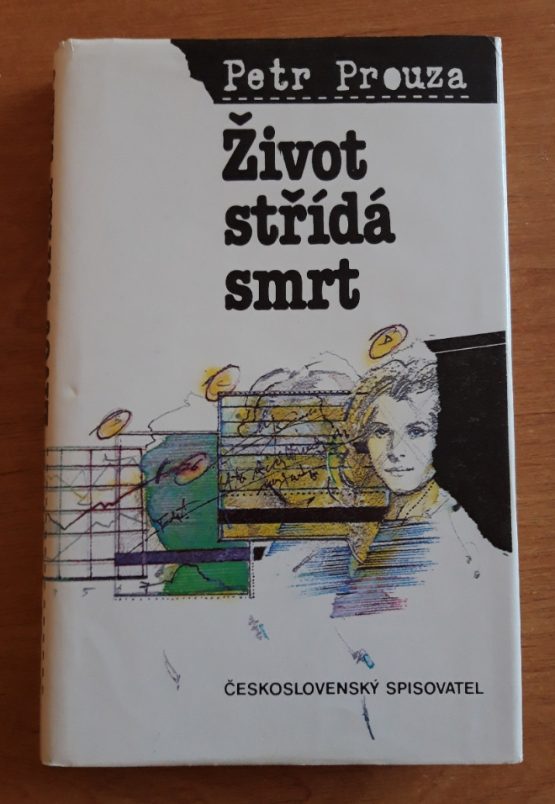 Petr Prouza
Život
střídá
smrt
ČESKOSLOVENSKÝ SPISOVATEL